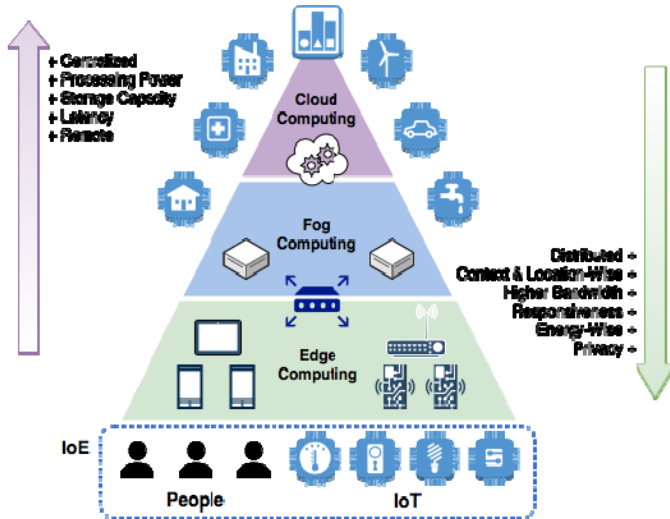 + Centralized
+ Processing Power
+ Storage Capacity
+ Latency
+ Remote
Cloud
Computing
Fog
Computing
Distributed +
Context & Location-Wise +
Higher Bandwidth +
Responsiveness +
Energy-Wise +
Privacy +
Edge
Computing
IoE
People
IoT